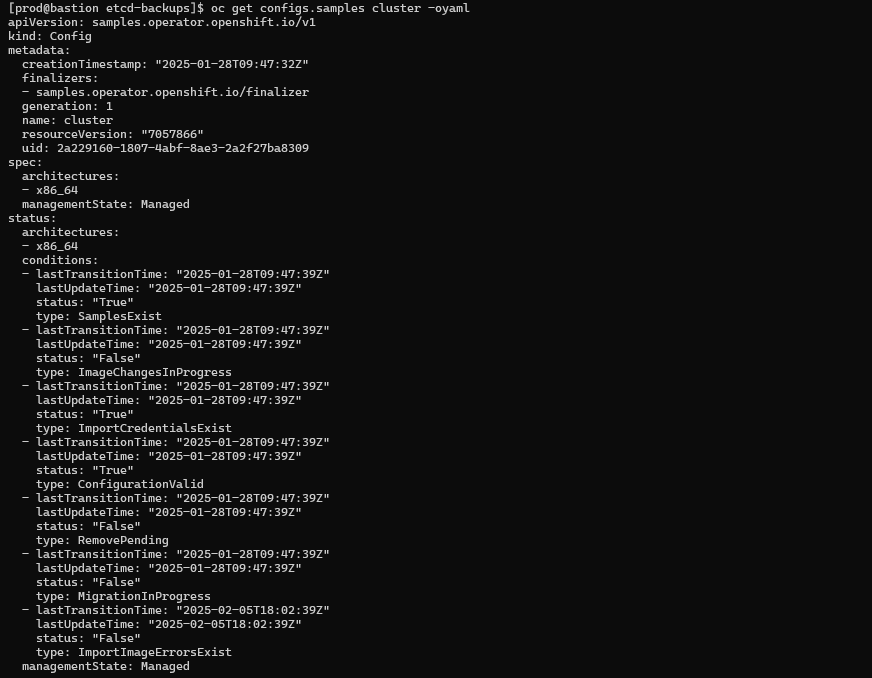 [prod@bastion etcd-backups]$ oc get configs.samples cluster -oyaml
apiVersion: samples.operator.openshift.io/v1
kind: Config
metadata:
  creationTimestamp: "2025-01-28T09:47:32Z"
  finalizers:
  - samples.operator.openshift.io/finalizer
  generation: 1
  name: cluster
  resourceVersion: "7057866"
  uid: 2a229160-1807-4abf-8ae3-2a2f27ba8309
spec:
  architectures:
  - x86_64
  managementState: Managed
status:
  architectures:
  - x86_64
  conditions:
  - lastTransitionTime: "2025-01-28T09:47:39Z"
    lastUpdateTime: "2025-01-28T09:47:39Z"
    status: "True"
    type: SamplesExist
  - lastTransitionTime: "2025-01-28T09:47:39Z"
    lastUpdateTime: "2025-01-28T09:47:39Z"
    status: "False"
    type: ImageChangesInProgress
  - lastTransitionTime: "2025-01-28T09:47:39Z"
    lastUpdateTime: "2025-01-28T09:47:39Z"
    status: "True"
    type: ImportCredentialsExist
  - lastTransitionTime: "2025-01-28T09:47:39Z"
    lastUpdateTime: "2025-01-28T09:47:39Z"
    status: "True"
    type: ConfigurationValid
  - lastTransitionTime: "2025-01-28T09:47:39Z"
    lastUpdateTime: "2025-01-28T09:47:39Z"
    status: "False"
    type: RemovePending
  - lastTransitionTime: "2025-01-28T09:47:39Z"
    lastUpdateTime: "2025-01-28T09:47:39Z"
    status: "False"
    type: MigrationInProgress
  - lastTransitionTime: "2025-02-05T18:02:39Z"
    lastUpdateTime: "2025-02-05T18:02:39Z"
    status: "False"
    type: ImportImageErrorsExist
  managementState: Managed